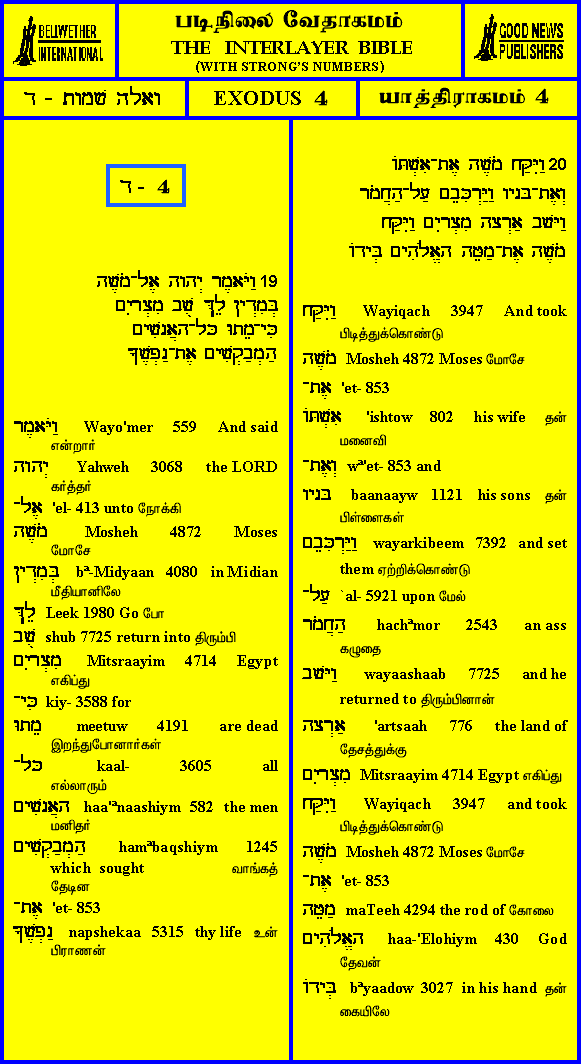 BELLWETHER
INTERNATIONAL
படிநிலை வேதாகமம்
THE INTERLAYER BIBLE
(WITH STRONG'S NUMBERS)
GOOD NEWS
PUBLISHERS
ואלה שמות - ד
EXODUS 4
யாத்திராகமம் 4
ד - 4
19 וַיֹּאמֶר יְהוָה אֶל־מֹשֶׁה
בְּמִדְיָן לֵךְ שֻׁב מִצְרָיִם
כִּי־מֵתוּ כָּל־הָאֲנָשִׁים
הַמְבַקְשִׁים אֶת־נַפְשֶׁךָ
וַיֹּאמֶר Wayo'mer 559 And said
என்றார்
יְהוָה Yahweh 3068 the LORD
கர்த்தர்
אֶל־ 'el- 413 unto நோக்கி
מֹשֶׁה Mosheh 4872 Moses
மோசே
בְּמִדְיָן bª-Midyaan 4080 in Midian
மீதியானிலே
לֵךְ Leek 1980 Go போ
שֻׁב shub 7725 return into திரும்பி
מִצְרָיִם Mitsraayim 4714 Egypt
எகிப்து
כִּי־ kiy- 3588 for
מֵתוּ meetuw 4191 are dead
இறந்துபோனார்கள்
כָּל־ kaal- 3605 all
எல்லாரும்
הָאֲנָשִׁים haa'ªnaashiym 582 the men
மனிதர்
הַמְבַקְשִׁים hamªbaqshiym 1245
which sought வாங்கத்
தேடின
אֶת־ 'et- 853
נַפְשֶׁךָ napshekaa 5315 thy life உன்
பிராணன்
20 וַיִּקַּח מֹשֶׁה אֶת־אִשְׁתּוֹ
וְאֶת־בָּנָיו וַיַּרְכִּבֵם עַל־הַחֲמֹר
וַיָּשָׁב אַרְצָה מִצְרָיִם וַיִּקַּח
מֹשֶׁה אֶת־מַטֵּה הָאֱלֹהִים בְּיָדוֹ
וַיִּקַּח Wayiqach 3947 And took
பிடித்துக்கொண்டு
מֹשֶׁה Mosheh 4872 Moses மோசே
אֶת־ 'et- 853
אִשְׁתּוֹ 'ishtow 802 his wife தன்
மனைவி
וְאֶת־ wª'et- 853 and
בָּנָיו baanaayw 1121 his sons தன்
பிள்ளைகள்
וַיַּרְכִּבֵם wayarkibeem 7392 and set
them ஏற்றிக்கொண்டு
עַל־ `al- 5921 upon மேல்
הַחֲמֹר hachªmor 2543 an ass
கழுதை
וַיָּשָׁב wayaashaab 7725 and he
returned to திரும்பினான்
אַרְצָה 'artsaah 776 the land of
தேசத்துக்கு
מִצְרָיִם Mitsraayim 4714 Egypt எகிப்து
וַיִּקַּח Wayiqach 3947 and took
பிடித்துக்கொண்டு
מֹשֶׁה Mosheh 4872 Moses மோசே
אֶת־ 'et- 853
מַטֵּה maTeeh 4294 the rod of கோலை
הָאֱלֹהִים haa-'Elohiym 430 God
தேவன்
בְּיָדוֹ bªyaadow 3027 in his hand தன்
கையிலே